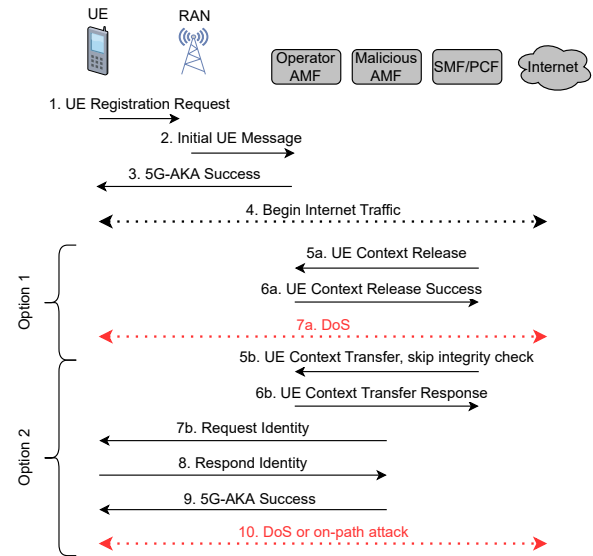 UE
RAN
Operator
AMF
Malicious
AMF
SMF/PCF
Internet
1. UE Registration Request
2. Initial UE Message
3. 5G-AKA Success
4. Begin Internet Traffic
Option 1
5a. UE Context Release
6a. UE Context Release Success
7a. DoS
Option 2
5b. UE Context Transfer, skip integrity check
6b. UE Context Transfer Response
7b. Request Identity
8. Respond Identity
9. 5G-AKA Success
10. DoS or on-path attack